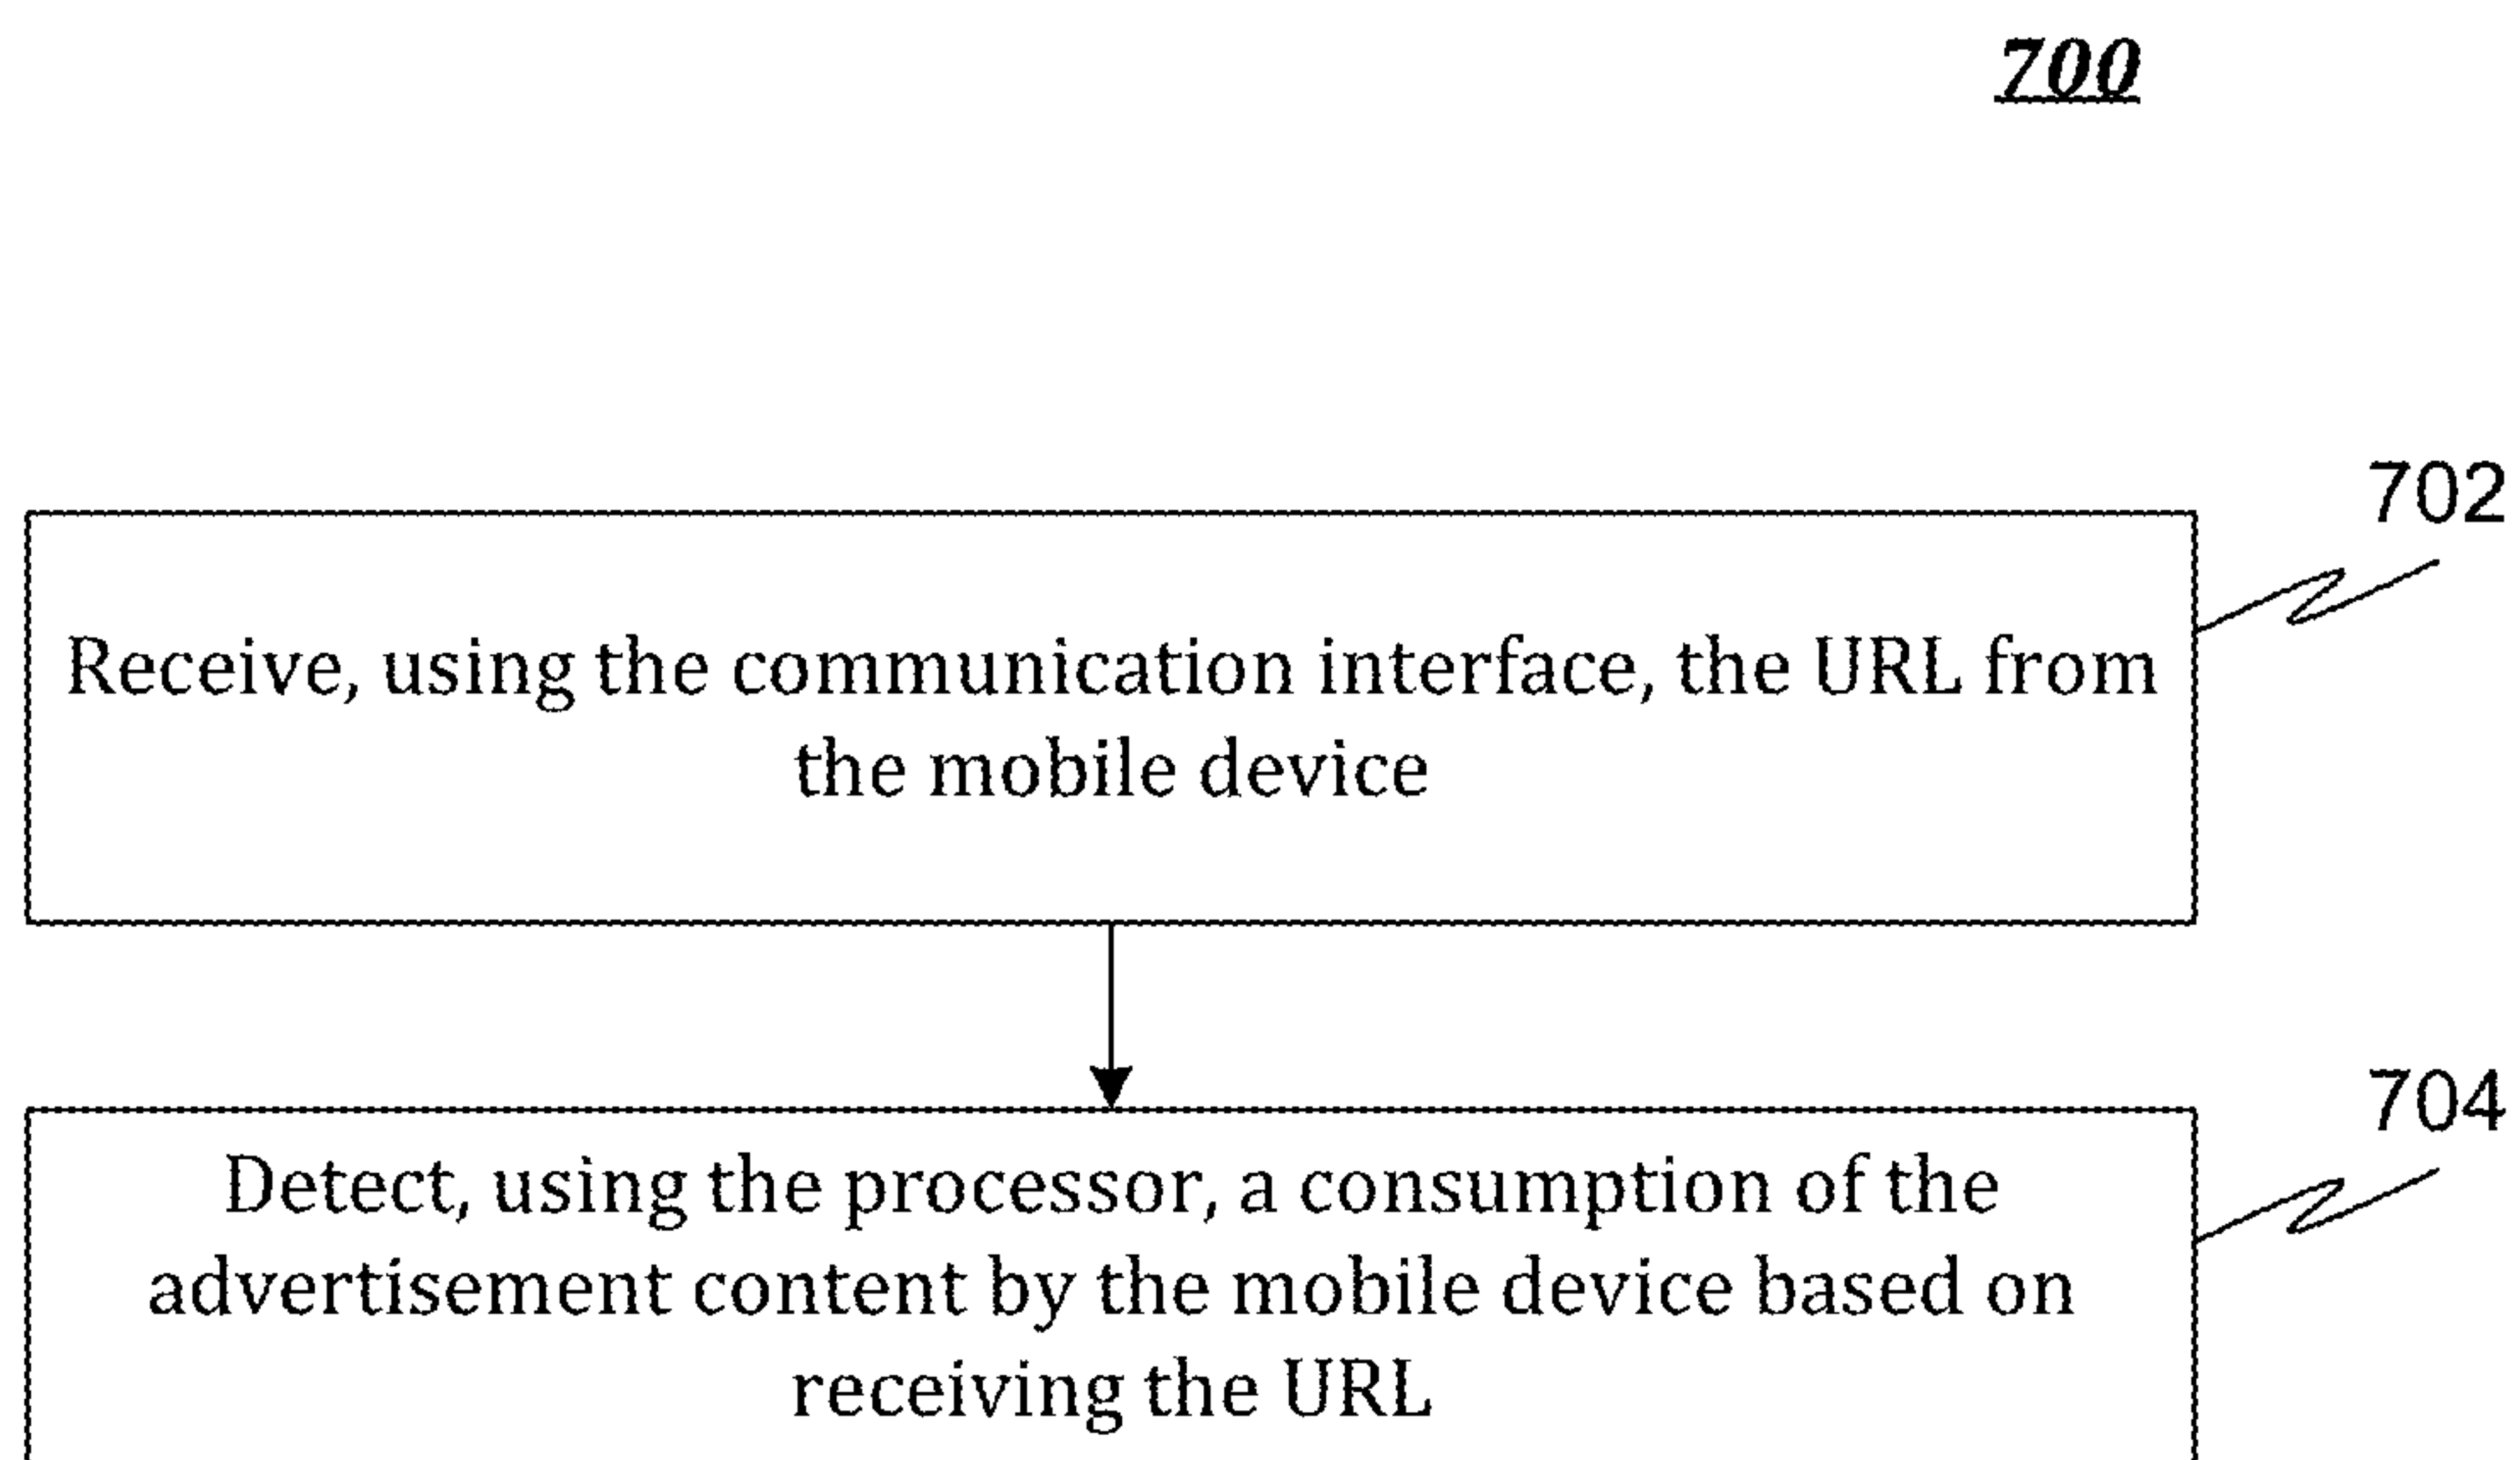 700
702
Receive, using the communication interface, the URL from
the mobile device
704
Detect, using the processor, a consumption of the
advertisement content by the mobile device based on
receiving the URL